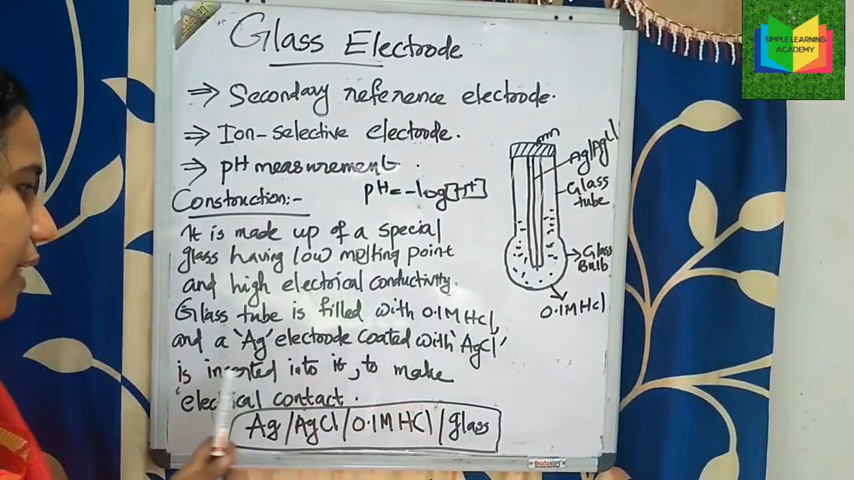 SIMPLE LEARNING
ACADEMY
Glass Electrode
⇒ Secondary reference electrode.
⇒ Ion-selective electrode.
⇒ pH measurement.
pH = -log[H+]
Construction:-
It is made up of a special
glass having low melting point
and high electrical conductivity.
Glass tube is filled with 0.1M HCl,
and a 'Ag' electrode coated with 'AgCl'
is inserted into it, to make
electrical contact.
Ag/AgCl/0.1M HCl/glass
Ag/AgCl
Glass
tube
Glass
Bulb
0.1M HCl